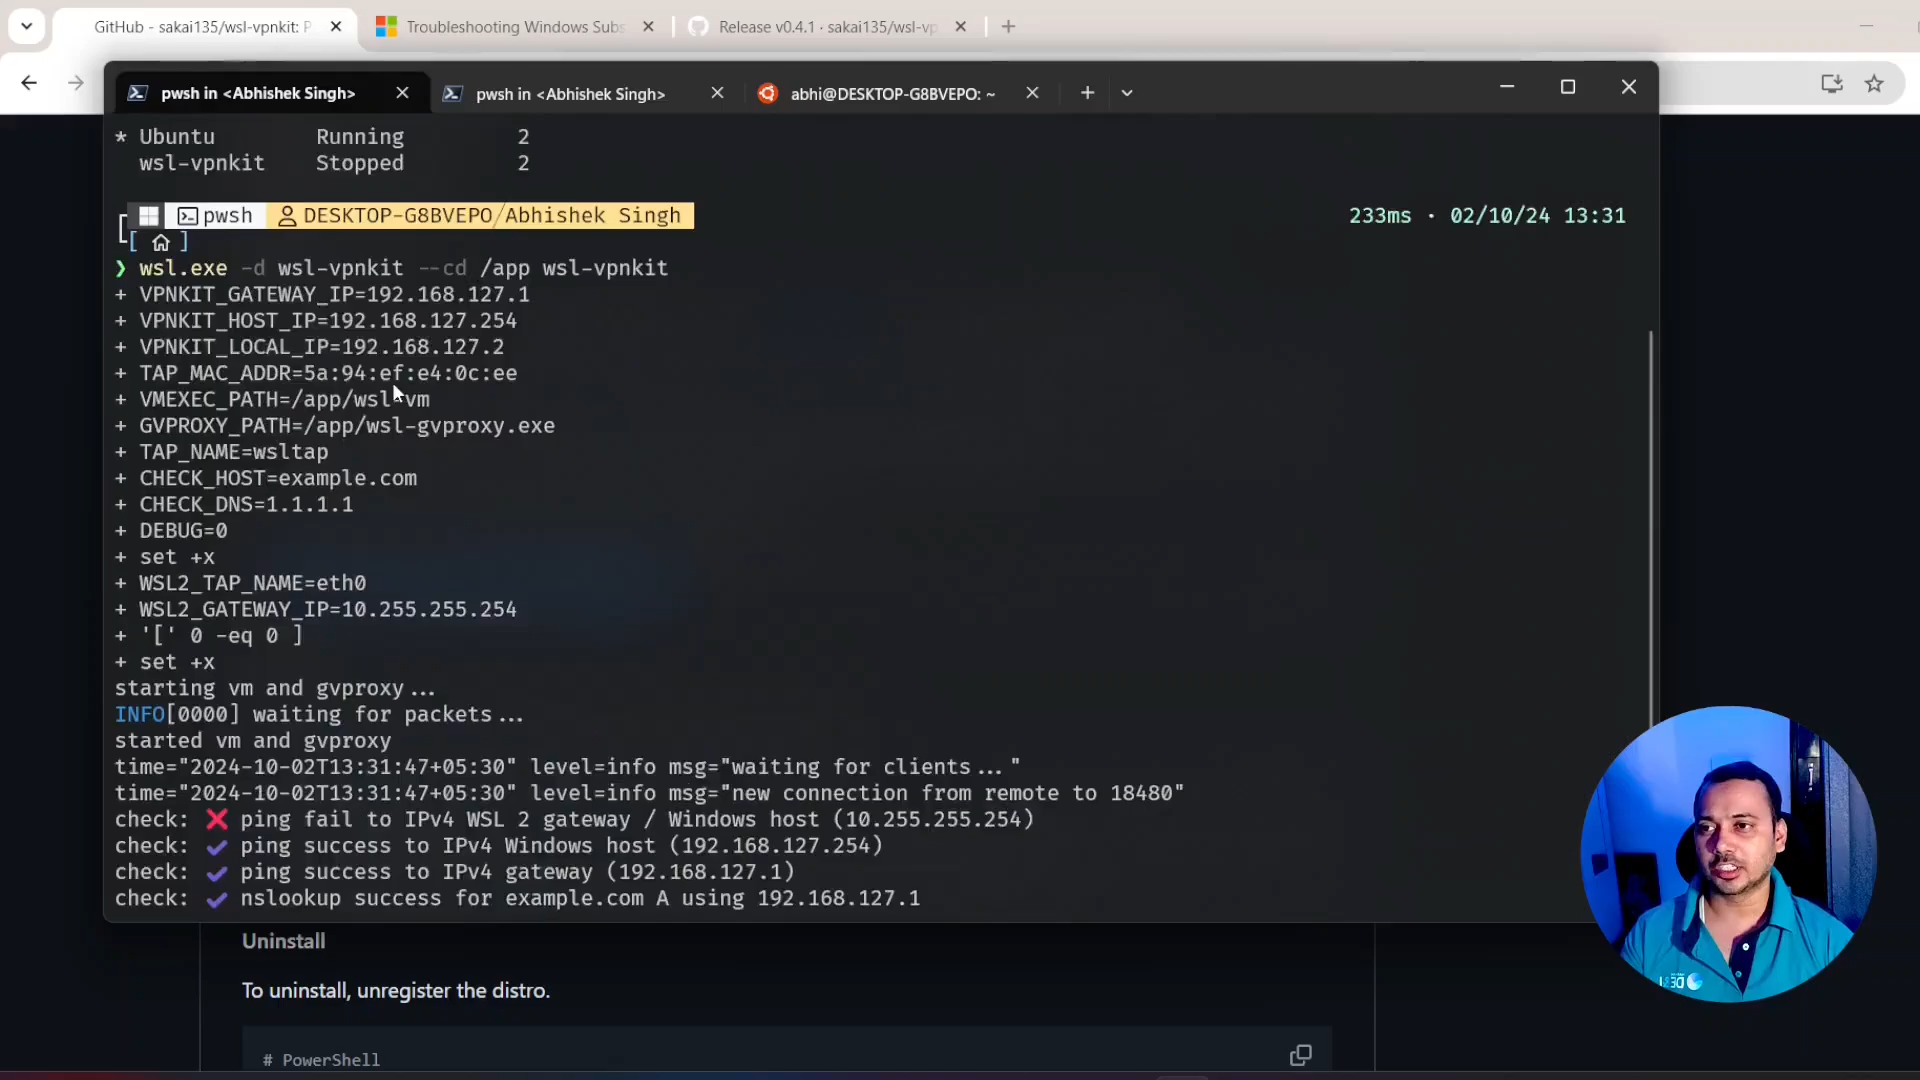 GitHub - sakai135/wsl-vpnkit: P
Troubleshooting Windows Subs
Release v0.4.1 · sakai135/wsl-vp
pwsh in <Abhishek Singh>
pwsh in <Abhishek Singh>
abhi@DESKTOP-G8BVEPO: ~
* Ubuntu Running 2
wsl-vpnkit Stopped 2
pwsh DESKTOP-G8BVEPO/Abhishek Singh 233ms · 02/10/24 13:31
[ ]
❯ wsl.exe -d wsl-vpnkit --cd /app wsl-vpnkit
+ VPNKIT_GATEWAY_IP=192.168.127.1
+ VPNKIT_HOST_IP=192.168.127.254
+ VPNKIT_LOCAL_IP=192.168.127.2
+ TAP_MAC_ADDR=5a:94:ef:e4:0c:ee
+ VMEXEC_PATH=/app/wsl-vm
+ GVPROXY_PATH=/app/wsl-gvproxy.exe
+ TAP_NAME=wsltap
+ CHECK_HOST=example.com
+ CHECK_DNS=1.1.1.1
+ DEBUG=0
+ set +x
+ WSL2_TAP_NAME=eth0
+ WSL2_GATEWAY_IP=10.255.255.254
+ '[' 0 -eq 0 ]
+ set +x
starting vm and gvproxy...
INFO[0000] waiting for packets...
started vm and gvproxy
time="2024-10-02T13:31:47+05:30" level=info msg="waiting for clients..."
time="2024-10-02T13:31:47+05:30" level=info msg="new connection from remote to 18480"
check: ❌ ping fail to IPv4 WSL 2 gateway / Windows host (10.255.255.254)
check: ✔ ping success to IPv4 Windows host (192.168.127.254)
check: ✔ ping success to IPv4 gateway (192.168.127.1)
check: ✔ nslookup success for example.com A using 192.168.127.1
Uninstall
To uninstall, unregister the distro.
# PowerShell